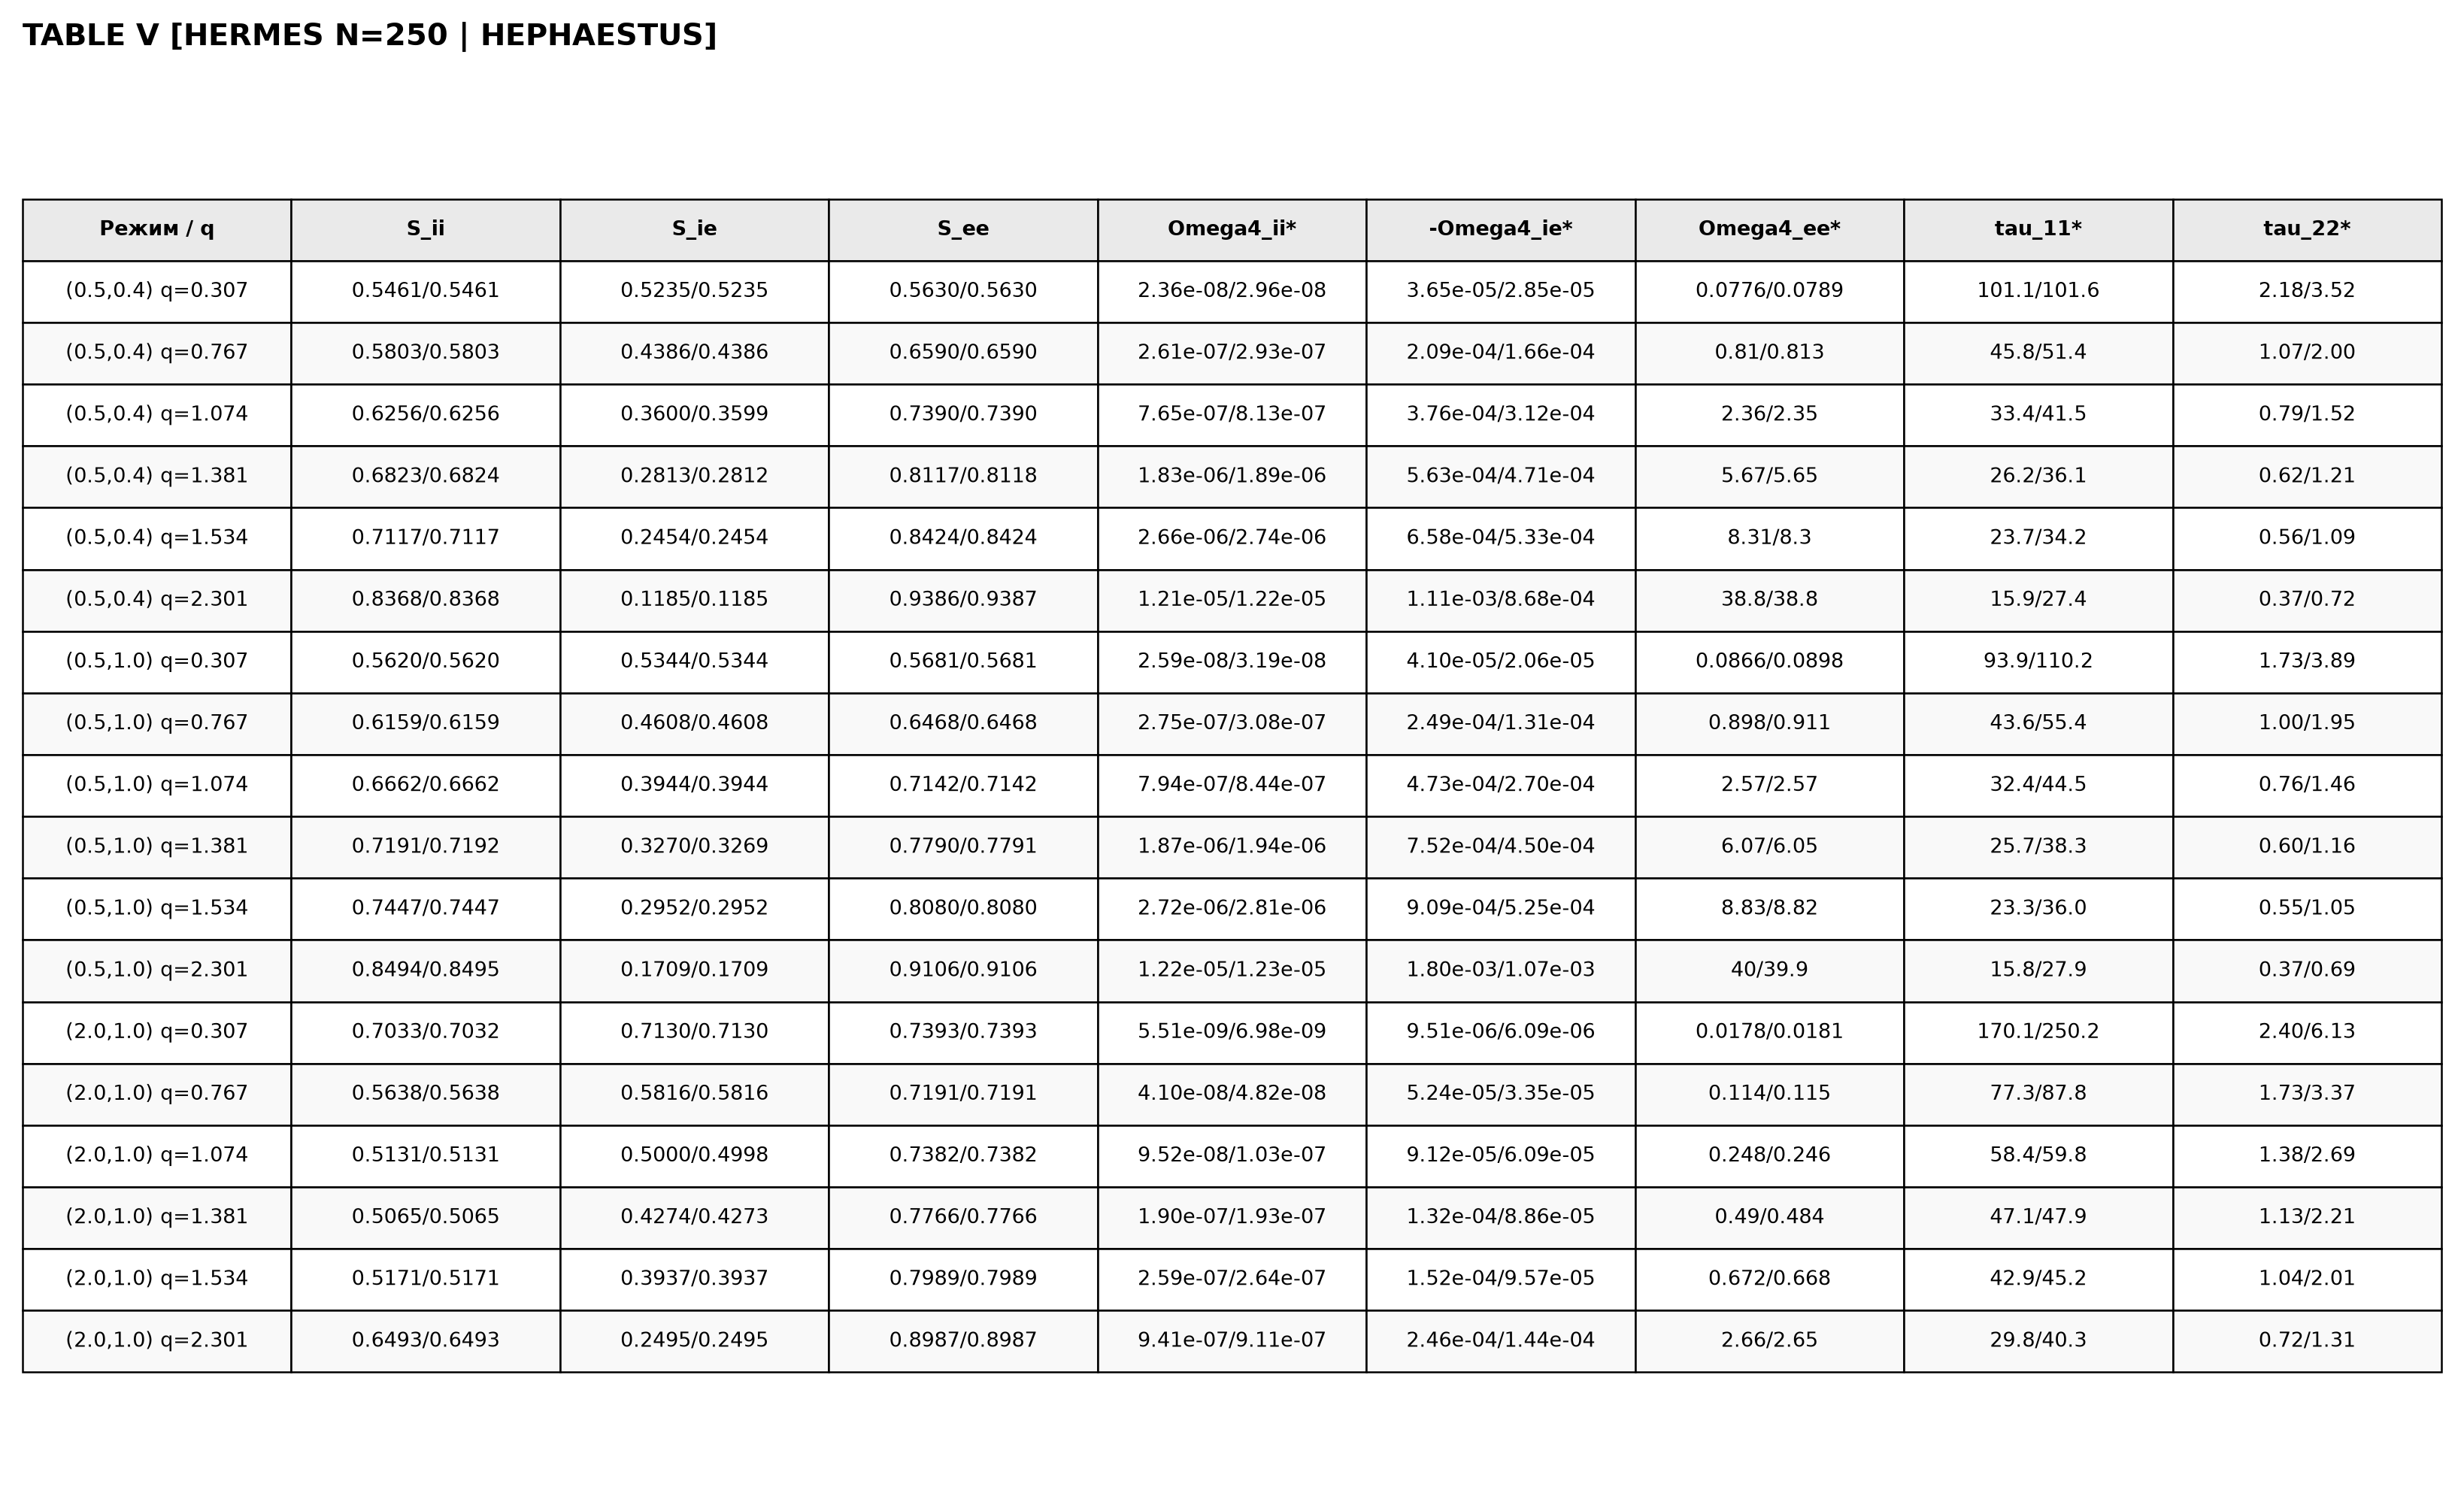 TABLE V [HERMES N=250 | HEPHAESTUS]
Режим / q S_ii S_ie S_ee Omega4_ii* -Omega4_ie* Omega4_ee* tau_11* tau_22*
(0.5,0.4) q=0.307 0.5461/0.5461 0.5235/0.5235 0.5630/0.5630 2.36e-08/2.96e-08 3.65e-05/2.85e-05 0.0776/0.0789 101.1/101.6 2.18/3.52
(0.5,0.4) q=0.767 0.5803/0.5803 0.4386/0.4386 0.6590/0.6590 2.61e-07/2.93e-07 2.09e-04/1.66e-04 0.81/0.813 45.8/51.4 1.07/2.00
(0.5,0.4) q=1.074 0.6256/0.6256 0.3600/0.3599 0.7390/0.7390 7.65e-07/8.13e-07 3.76e-04/3.12e-04 2.36/2.35 33.4/41.5 0.79/1.52
(0.5,0.4) q=1.381 0.6823/0.6824 0.2813/0.2812 0.8117/0.8118 1.83e-06/1.89e-06 5.63e-04/4.71e-04 5.67/5.65 26.2/36.1 0.62/1.21
(0.5,0.4) q=1.534 0.7117/0.7117 0.2454/0.2454 0.8424/0.8424 2.66e-06/2.74e-06 6.58e-04/5.33e-04 8.31/8.3 23.7/34.2 0.56/1.09
(0.5,0.4) q=2.301 0.8368/0.8368 0.1185/0.1185 0.9386/0.9387 1.21e-05/1.22e-05 1.11e-03/8.68e-04 38.8/38.8 15.9/27.4 0.37/0.72
(0.5,1.0) q=0.307 0.5620/0.5620 0.5344/0.5344 0.5681/0.5681 2.59e-08/3.19e-08 4.10e-05/2.06e-05 0.0866/0.0898 93.9/110.2 1.73/3.89
(0.5,1.0) q=0.767 0.6159/0.6159 0.4608/0.4608 0.6468/0.6468 2.75e-07/3.08e-07 2.49e-04/1.31e-04 0.898/0.911 43.6/55.4 1.00/1.95
(0.5,1.0) q=1.074 0.6662/0.6662 0.3944/0.3944 0.7142/0.7142 7.94e-07/8.44e-07 4.73e-04/2.70e-04 2.57/2.57 32.4/44.5 0.76/1.46
(0.5,1.0) q=1.381 0.7191/0.7192 0.3270/0.3269 0.7790/0.7791 1.87e-06/1.94e-06 7.52e-04/4.50e-04 6.07/6.05 25.7/38.3 0.60/1.16
(0.5,1.0) q=1.534 0.7447/0.7447 0.2952/0.2952 0.8080/0.8080 2.72e-06/2.81e-06 9.09e-04/5.25e-04 8.83/8.82 23.3/36.0 0.55/1.05
(0.5,1.0) q=2.301 0.8494/0.8495 0.1709/0.1709 0.9106/0.9106 1.22e-05/1.23e-05 1.80e-03/1.07e-03 40/39.9 15.8/27.9 0.37/0.69
(2.0,1.0) q=0.307 0.7033/0.7032 0.7130/0.7130 0.7393/0.7393 5.51e-09/6.98e-09 9.51e-06/6.09e-06 0.0178/0.0181 170.1/250.2 2.40/6.13
(2.0,1.0) q=0.767 0.5638/0.5638 0.5816/0.5816 0.7191/0.7191 4.10e-08/4.82e-08 5.24e-05/3.35e-05 0.114/0.115 77.3/87.8 1.73/3.37
(2.0,1.0) q=1.074 0.5131/0.5131 0.5000/0.4998 0.7382/0.7382 9.52e-08/1.03e-07 9.12e-05/6.09e-05 0.248/0.246 58.4/59.8 1.38/2.69
(2.0,1.0) q=1.381 0.5065/0.5065 0.4274/0.4273 0.7766/0.7766 1.90e-07/1.93e-07 1.32e-04/8.86e-05 0.49/0.484 47.1/47.9 1.13/2.21
(2.0,1.0) q=1.534 0.5171/0.5171 0.3937/0.3937 0.7989/0.7989 2.59e-07/2.64e-07 1.52e-04/9.57e-05 0.672/0.668 42.9/45.2 1.04/2.01
(2.0,1.0) q=2.301 0.6493/0.6493 0.2495/0.2495 0.8987/0.8987 9.41e-07/9.11e-07 2.46e-04/1.44e-04 2.66/2.65 29.8/40.3 0.72/1.31